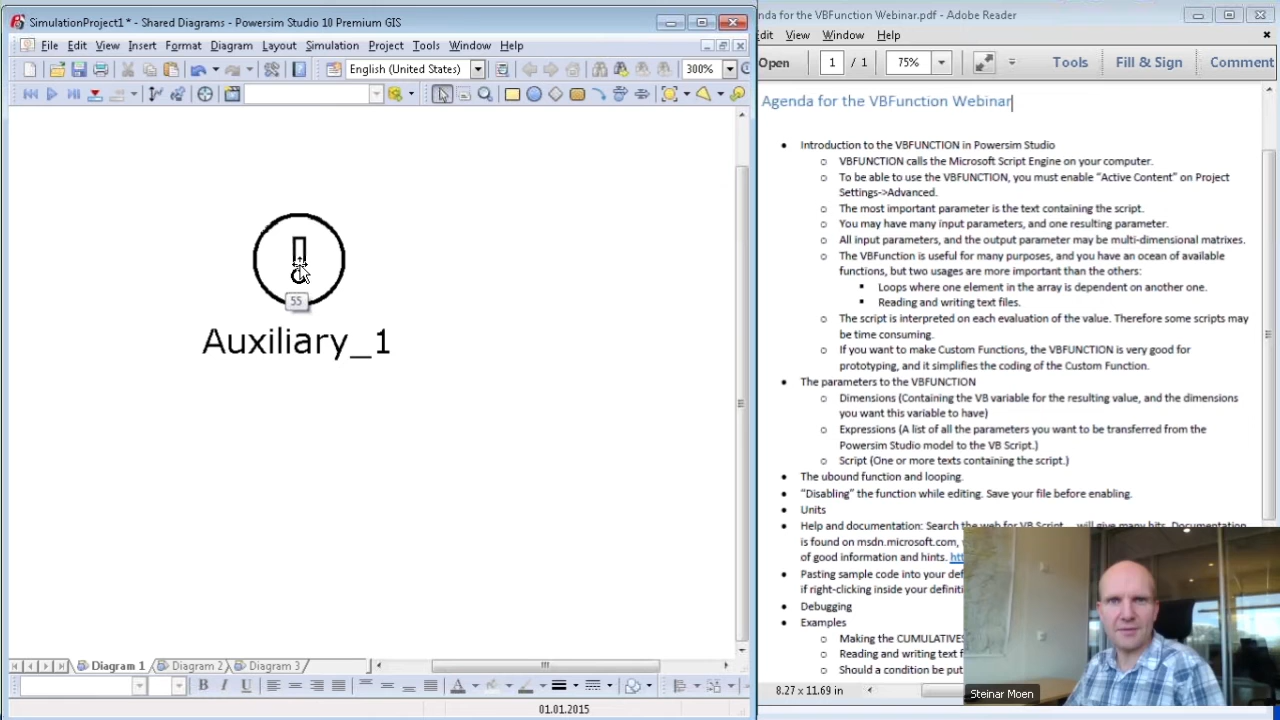 SimulationProject1 * - Shared Diagrams - Powersim Studio 10 Premium GIS
File Edit View Insert Format Diagram Layout Simulation Project Tools Window Help
English (United States)
300%
55
Auxiliary_1
Diagram 1 Diagram 2 Diagram 3
B I U
A
01.01.2015
nda for the VBFunction Webinar.pdf - Adobe Reader
dit View Window Help
Open 1 / 1 75% Tools Fill & Sign Comment
Agenda for the VBFunction Webinar
• Introduction to the VBFUNCTION in Powersim Studio
o VBFUNCTION calls the Microsoft Script Engine on your computer.
o To be able to use the VBFUNCTION, you must enable “Active Content” on Project
Settings->Advanced.
o The most important parameter is the text containing the script.
o You may have many input parameters, and one resulting parameter.
o All input parameters, and the output parameter may be multi-dimensional matrixes.
o The VBFunction is useful for many purposes, and you have an ocean of available
functions, but two usages are more important than the others:
▪ Loops where one element in the array is dependent on another one.
▪ Reading and writing text files.
o The script is interpreted on each evaluation of the value. Therefore some scripts may
be time consuming.
o If you want to make Custom Functions, the VBFUNCTION is very good for
prototyping, and it simplifies the coding of the Custom Function.
• The parameters to the VBFUNCTION
o Dimensions (Containing the VB variable for the resulting value, and the dimensions
you want this variable to have)
o Expressions (A list of all the parameters you want to be transferred from the
Powersim Studio model to the VB Script.)
o Script (One or more texts containing the script.)
• The ubound function and looping.
• “Disabling” the function while editing. Save your file before enabling.
• Units
• Help and documentation: Search the web for VB Script... will give many hits. Documentation
is found on msdn.microsoft.com,
of good information and hints. htt
• Pasting sample code into your def
if right-clicking inside your definiti
• Debugging
• Examples
o Making the CUMULATIVES
o Reading and writing text f
o Should a condition be put
8.27 x 11.69 in
Steinar Moen